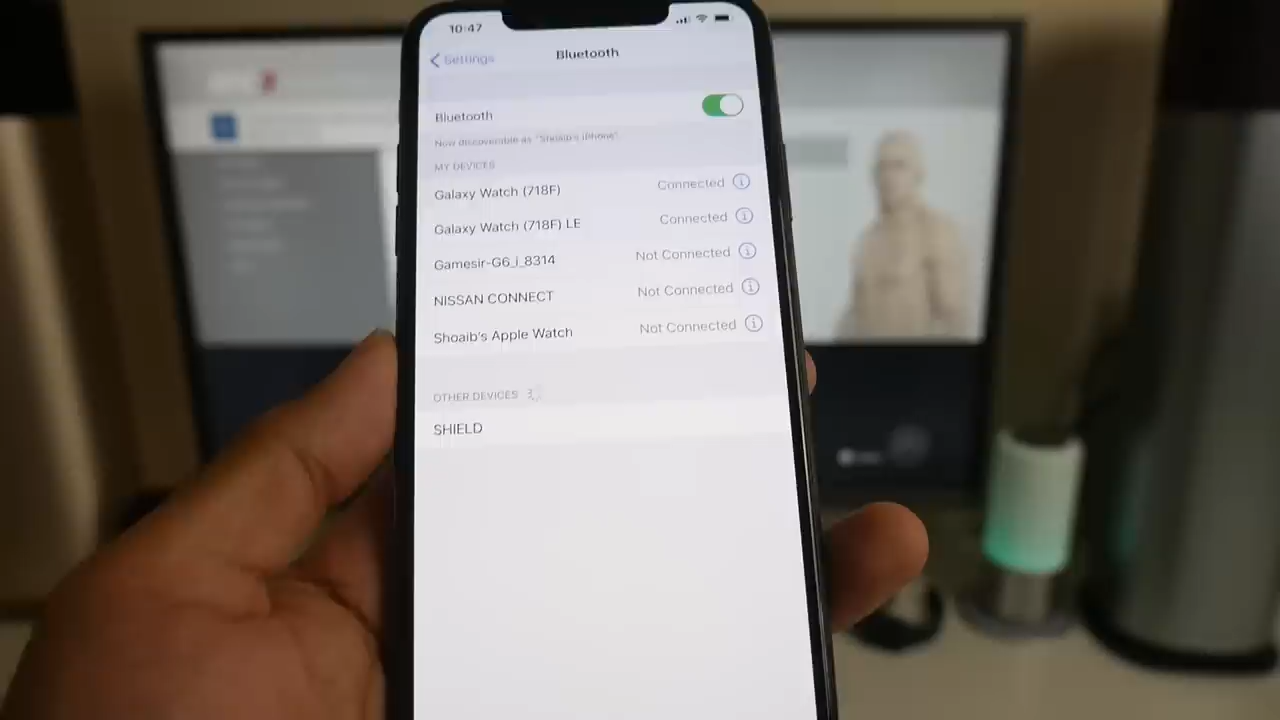 10:47
Settings
Bluetooth
Bluetooth
Now discoverable as "Shoaib's iPhone".
MY DEVICES
Galaxy Watch (718F) Connected
Galaxy Watch (718F) LE Connected
Gamesir-G6_i_8314 Not Connected
NISSAN CONNECT Not Connected
Shoaib's Apple Watch Not Connected
OTHER DEVICES
SHIELD